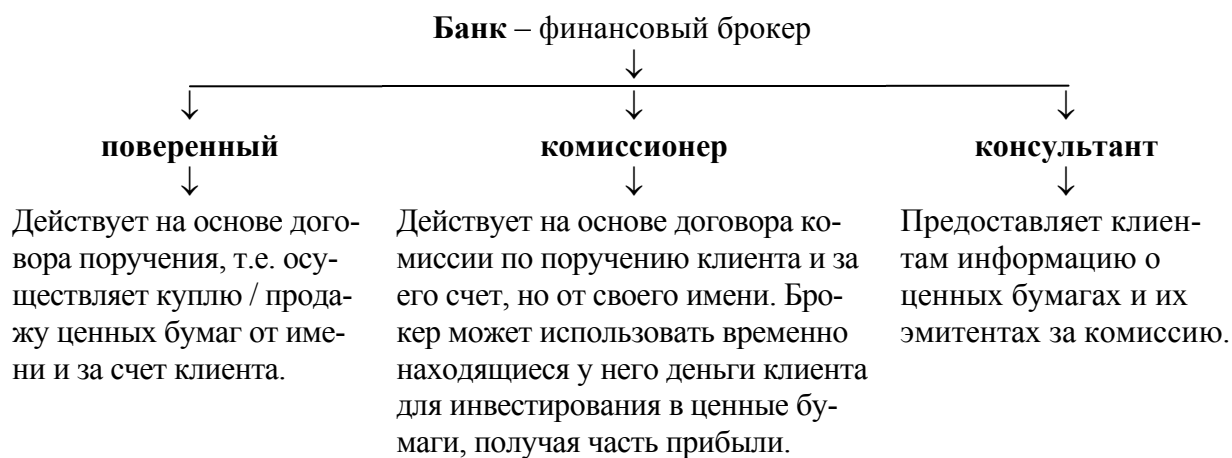 Банк – финансовый брокер
поверенный
Действует на основе дого-
вора поручения, т.е. осу-
ществляет куплю / прода-
жу ценных бумаг от име-
ни и за счет клиента.
комиссионер
Действует на основе договора ко-
миссии по поручению клиента и за
его счет, но от своего имени. Бро-
кер может использовать временно
находящиеся у него деньги клиента
для инвестирования в ценные бу-
маги, получая часть прибыли.
консультант
Предоставляет клиен-
там информацию о
ценных бумагах и их
эмитентах за комиссию.